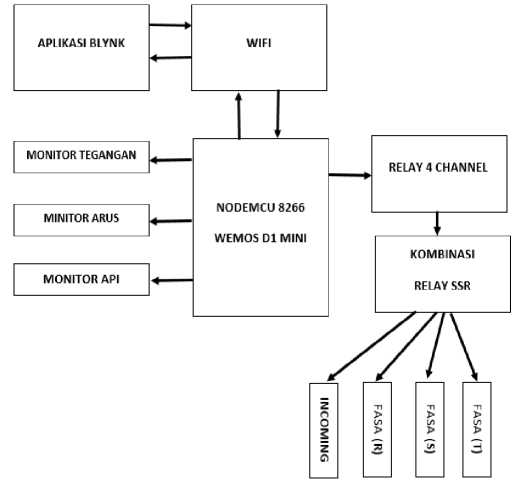 APLIKASI BLYNK
WIFI
MONITOR TEGANGAN
MINITOR ARUS
MONITOR API
NODEMCU 8266
WEMOS D1 MINI
RELAY 4 CHANNEL
KOMBINASI
RELAY SSR
INCOMING
FASA (R)
FASA (S)
FASA (T)